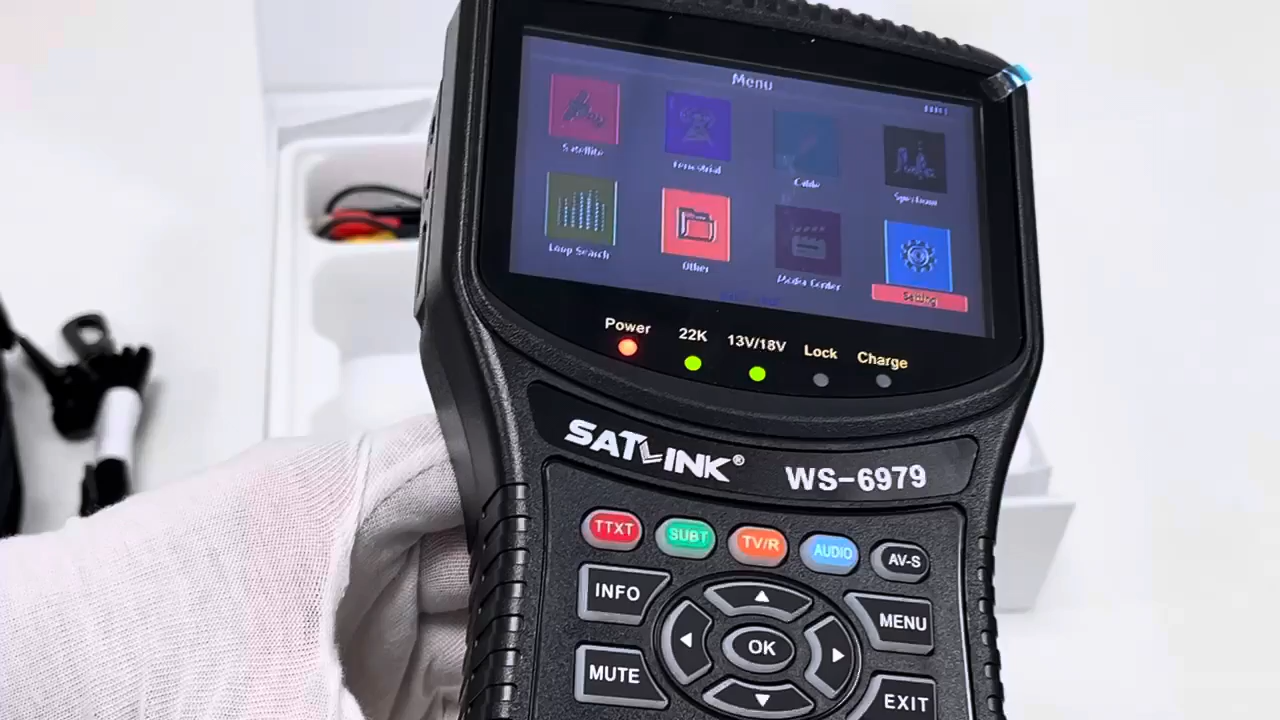 Menu
Satellite
Terrestrial
Cable
Spectrum
Loop Search
Other
Media Center
Setting
Power
22K
13V/18V
Lock
Charge
SATLINK®
WS-6979
TTXT
SUBT
TV/R
AUDIO
AV-S
INFO
MENU
OK
MUTE
EXIT